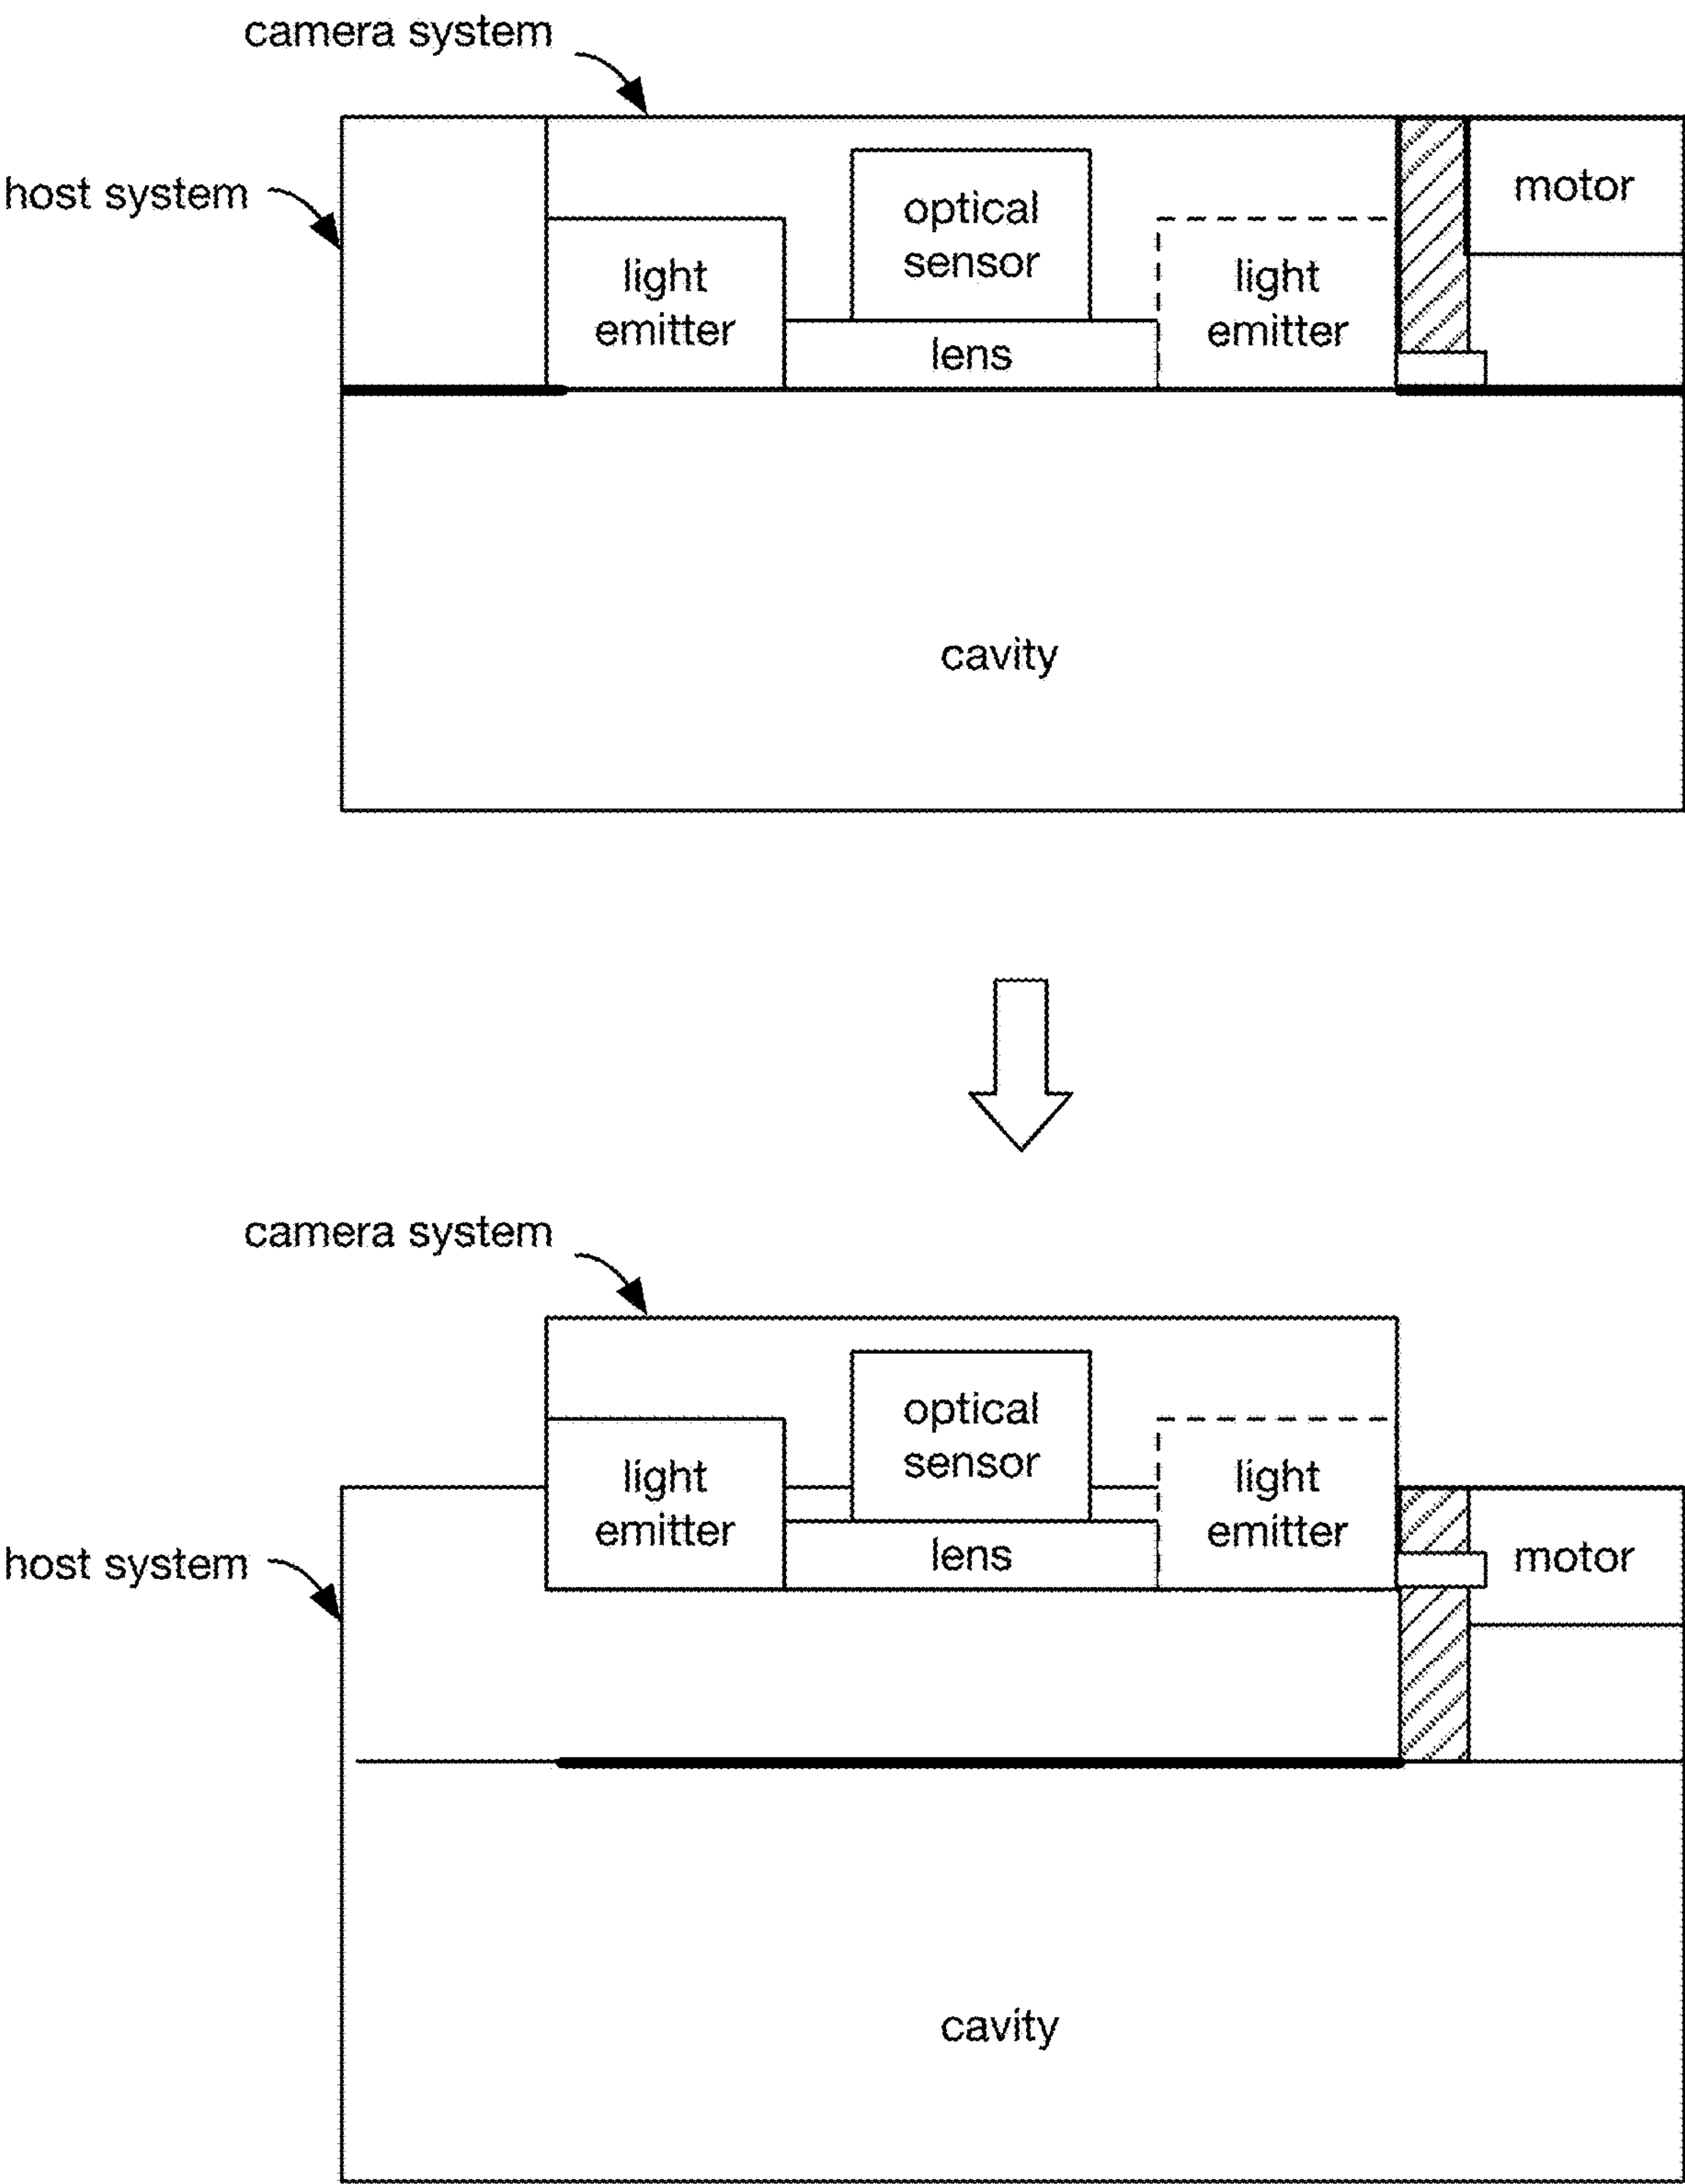 camera system
host system
optical
sensor
motor
light
emitter
light
emitter
lens
cavity
camera system
optical
sensor
light
emitter
light
emitter
host system
lens
motor
cavity